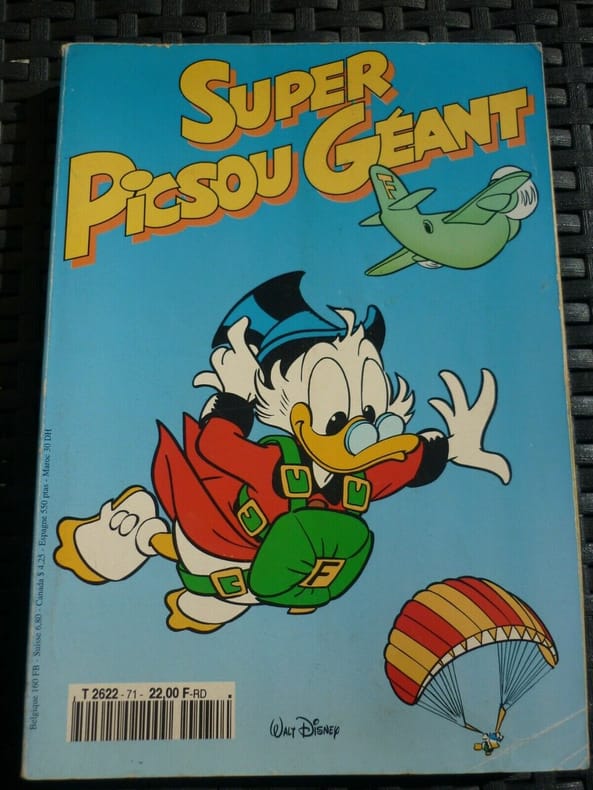 SUPER
PICSOU GÉANT
F
F
Belgique 160 FB - Suisse 6,80 - Canada $ 4,25 - Espagne 550 ptas - Maroc 30 DH
T 2622 - 71 - 22,00 F-RD
WALT DISNEY